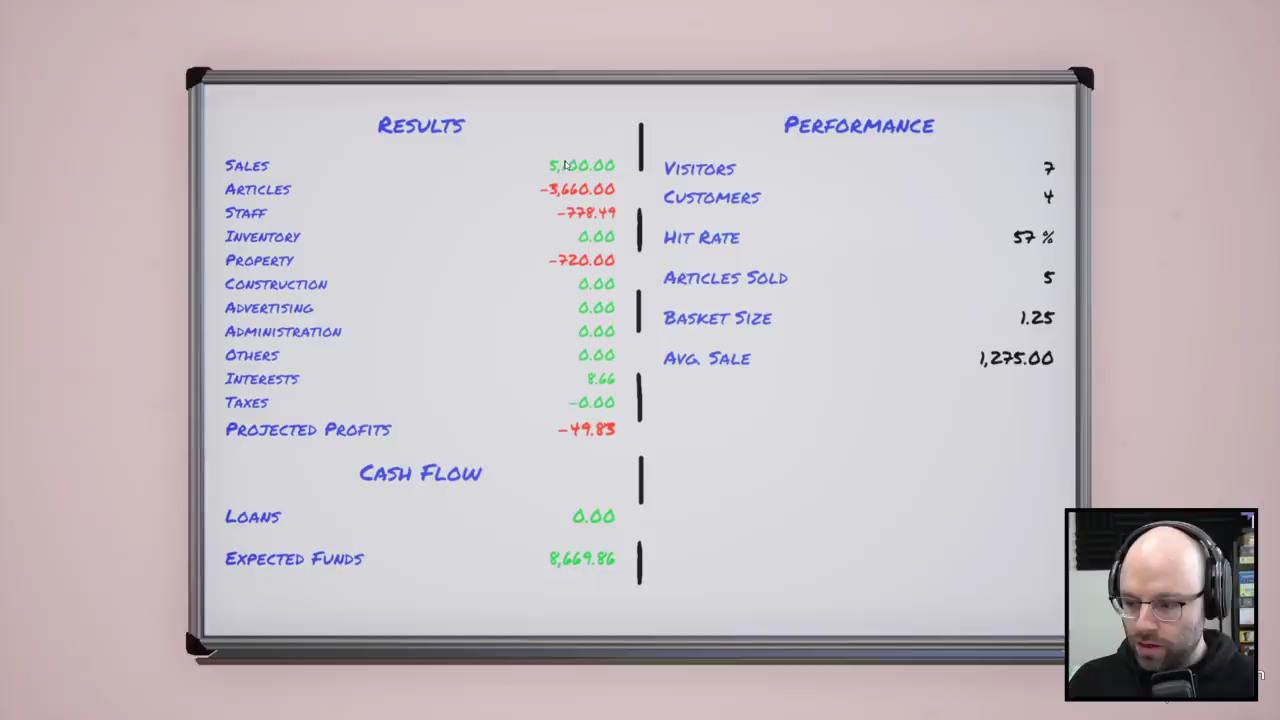 Results
Sales 5,100.00
Articles -3,660.00
Staff -778.49
Inventory 0.00
Property -720.00
Construction 0.00
Advertising 0.00
Administration 0.00
Others 0.00
Interests 8.66
Taxes -0.00
Projected Profits -49.83
Cash Flow
Loans 0.00
Expected Funds 8,669.86
Performance
Visitors 7
Customers 4
Hit Rate 57 %
Articles Sold 5
Basket Size 1.25
Avg. Sale 1,275.00